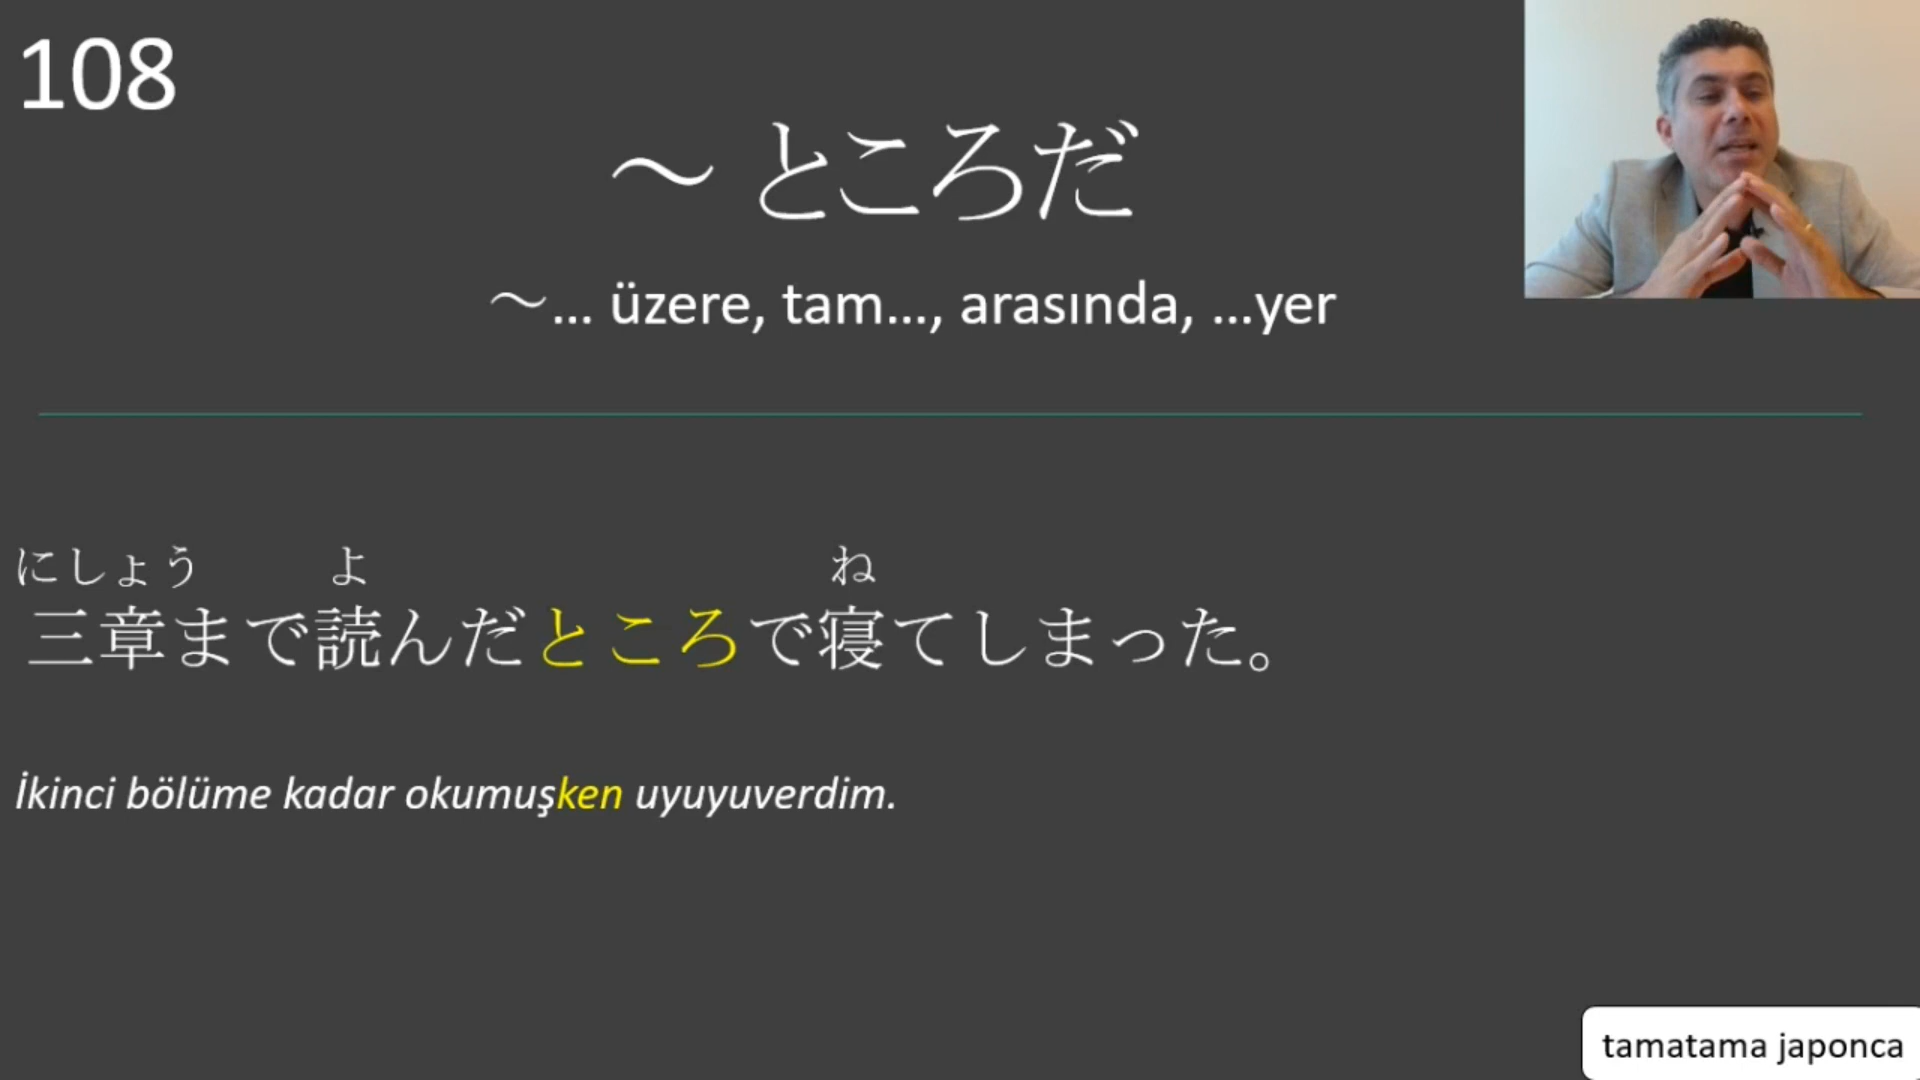 108
～ ところだ
～... üzere, tam..., arasında, ...yer
にしょう よ ね
三章まで読んだところで寝てしまった。
İkinci bölüme kadar okumuşken uyuyuverdim.
tamatama japonca